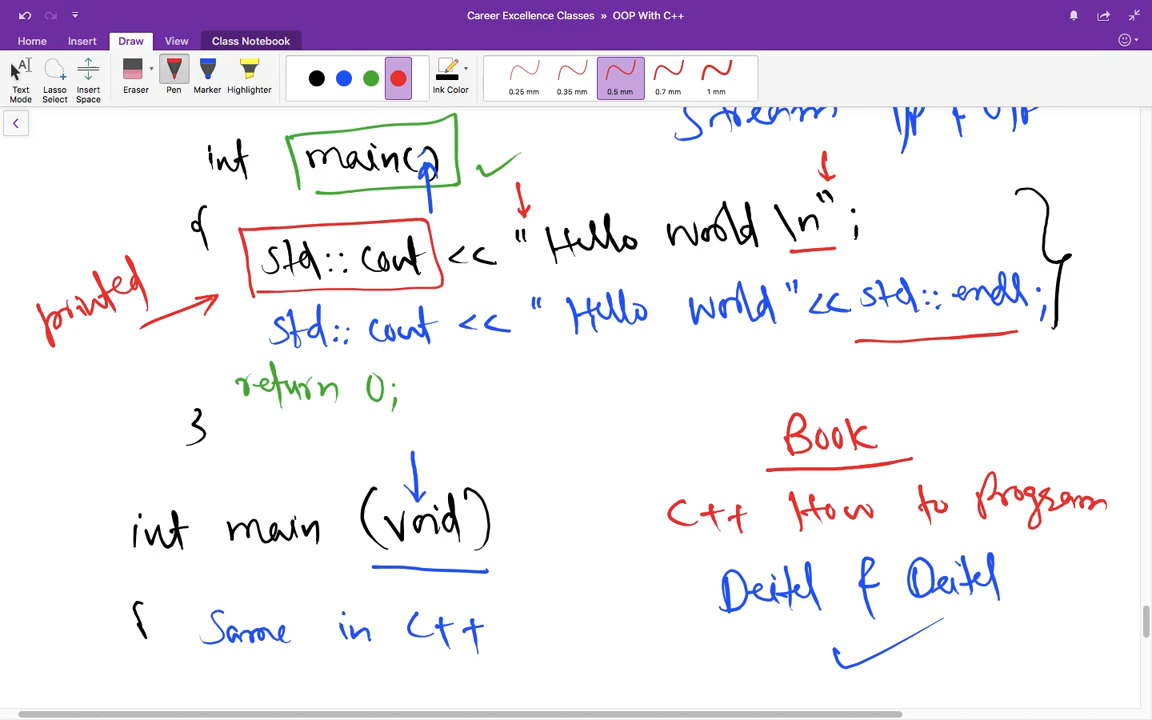 Career Excellence Classes » OOP With C++
Home Insert Draw View Class Notebook
Text Mode Lasso Select Insert Space Eraser Pen Marker Highlighter Ink Color 0.25 mm 0.35 mm 0.5 mm 0.7 mm 1 mm
Stream I/P & O/P
int main()
{
std::cout << "Hello world \n";
printed
std::cout << "Hello world" << std::endl;
return 0;
}
Book
int main (void)
C++ How to Program
Deitel & Deitel
{ Same in C++